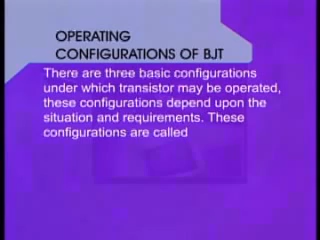 OPERATING
CONFIGURATIONS OF BJT
There are three basic configurations
under which transistor may be operated,
these configurations depend upon the
situation and requirements. These
configurations are called